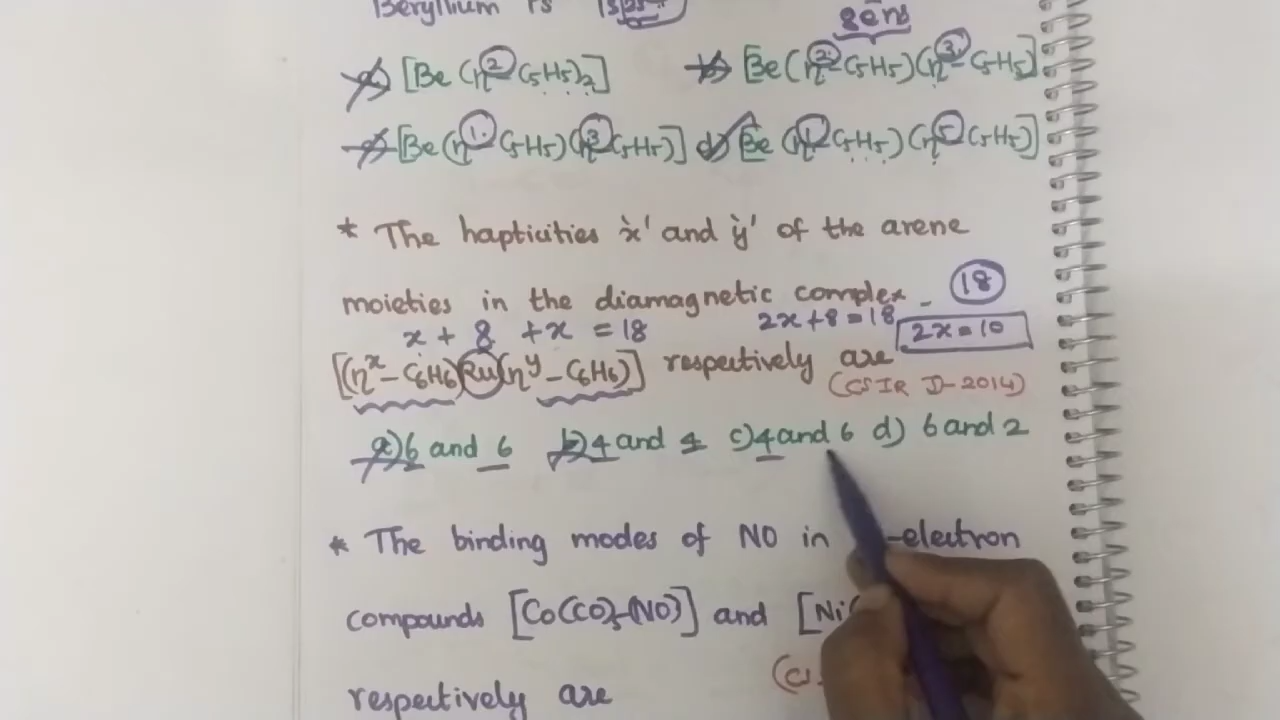 Beryllium is 1s²2s²
8ens
a) [Be (η²-C5H5)2] b) [Be(η²-C5H5)(η³-C5H5]
c) [Be(η¹-C5H5)(η³-C5H5)] d) [Be (η¹-C5H5)(η⁵-C5H5)]
* The hapticities 'x' and 'y' of the arene
moieties in the diamagnetic complex - 18
x + 8 + x = 18 2x+8=18 2x=10
[(ηˣ-C6H6)Ru(ηʸ-C6H6)] respectively are
(CSIR D-2014)
a) 6 and 6 b) 4 and 4 c) 4 and 6 d) 6 and 2
* The binding modes of NO in -electron
compounds [Co(CO)3(NO)] and [Ni
respectively are